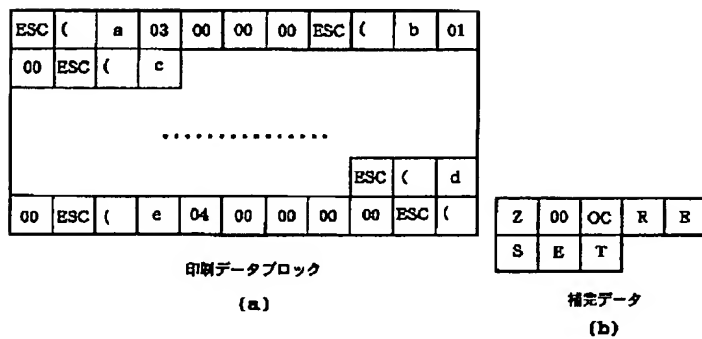 ESC ( a 03 00 00 00 ESC ( b 01
00 ESC ( c
...............
ESC ( d
00 ESC ( e 04 00 00 00 00 ESC (
印刷データブロック
(a)
Z 00 0C R E
S E T
補完データ
(b)